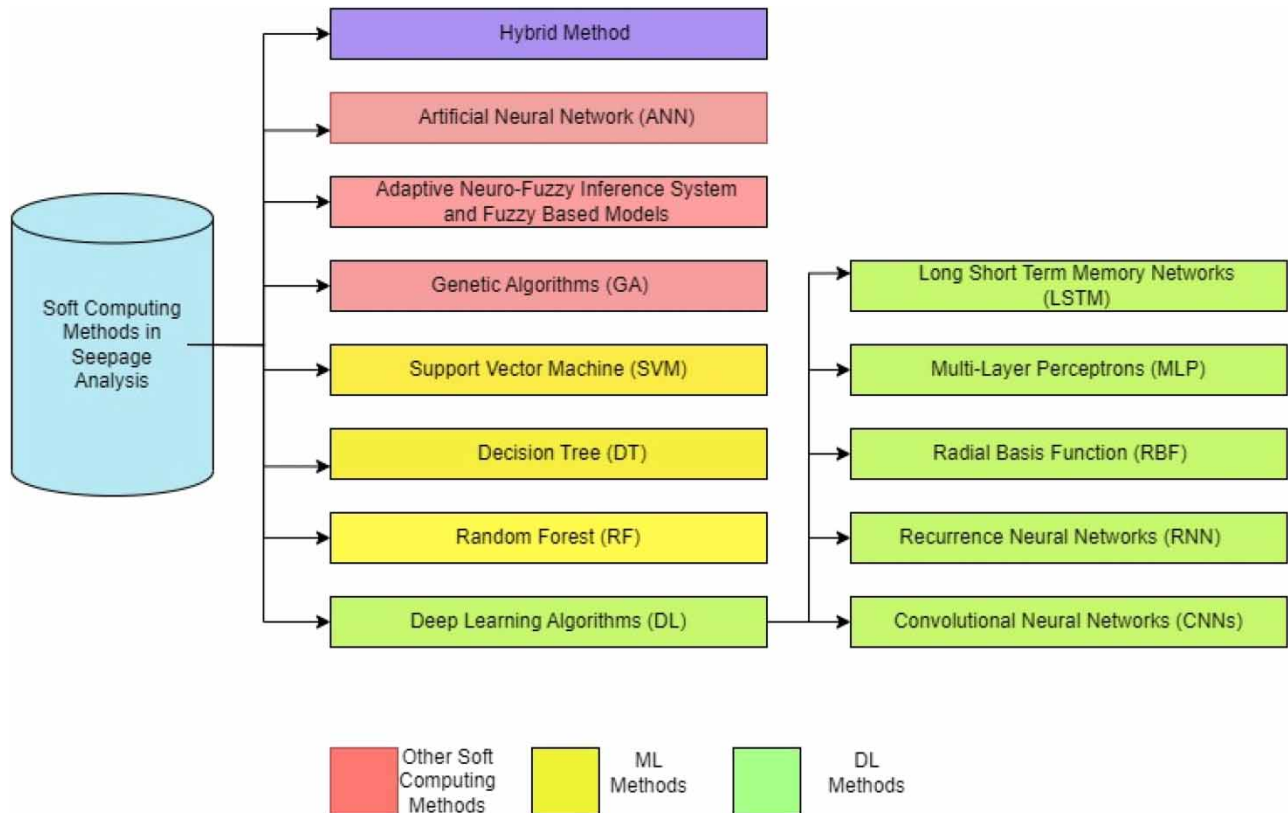 Hybrid Method
Artificial Neural Network (ANN)
Adaptive Neuro-Fuzzy Inference System
and Fuzzy Based Models
Genetic Algorithms (GA)
Support Vector Machine (SVM)
Decision Tree (DT)
Random Forest (RF)
Deep Learning Algorithms (DL)
Soft Computing
Methods in
Seepage
Analysis
Long Short Term Memory Networks
(LSTM)
Multi-Layer Perceptrons (MLP)
Radial Basis Function (RBF)
Recurrence Neural Networks (RNN)
Convolutional Neural Networks (CNNs)
Other Soft
Computing
Methods
ML
Methods
DL
Methods